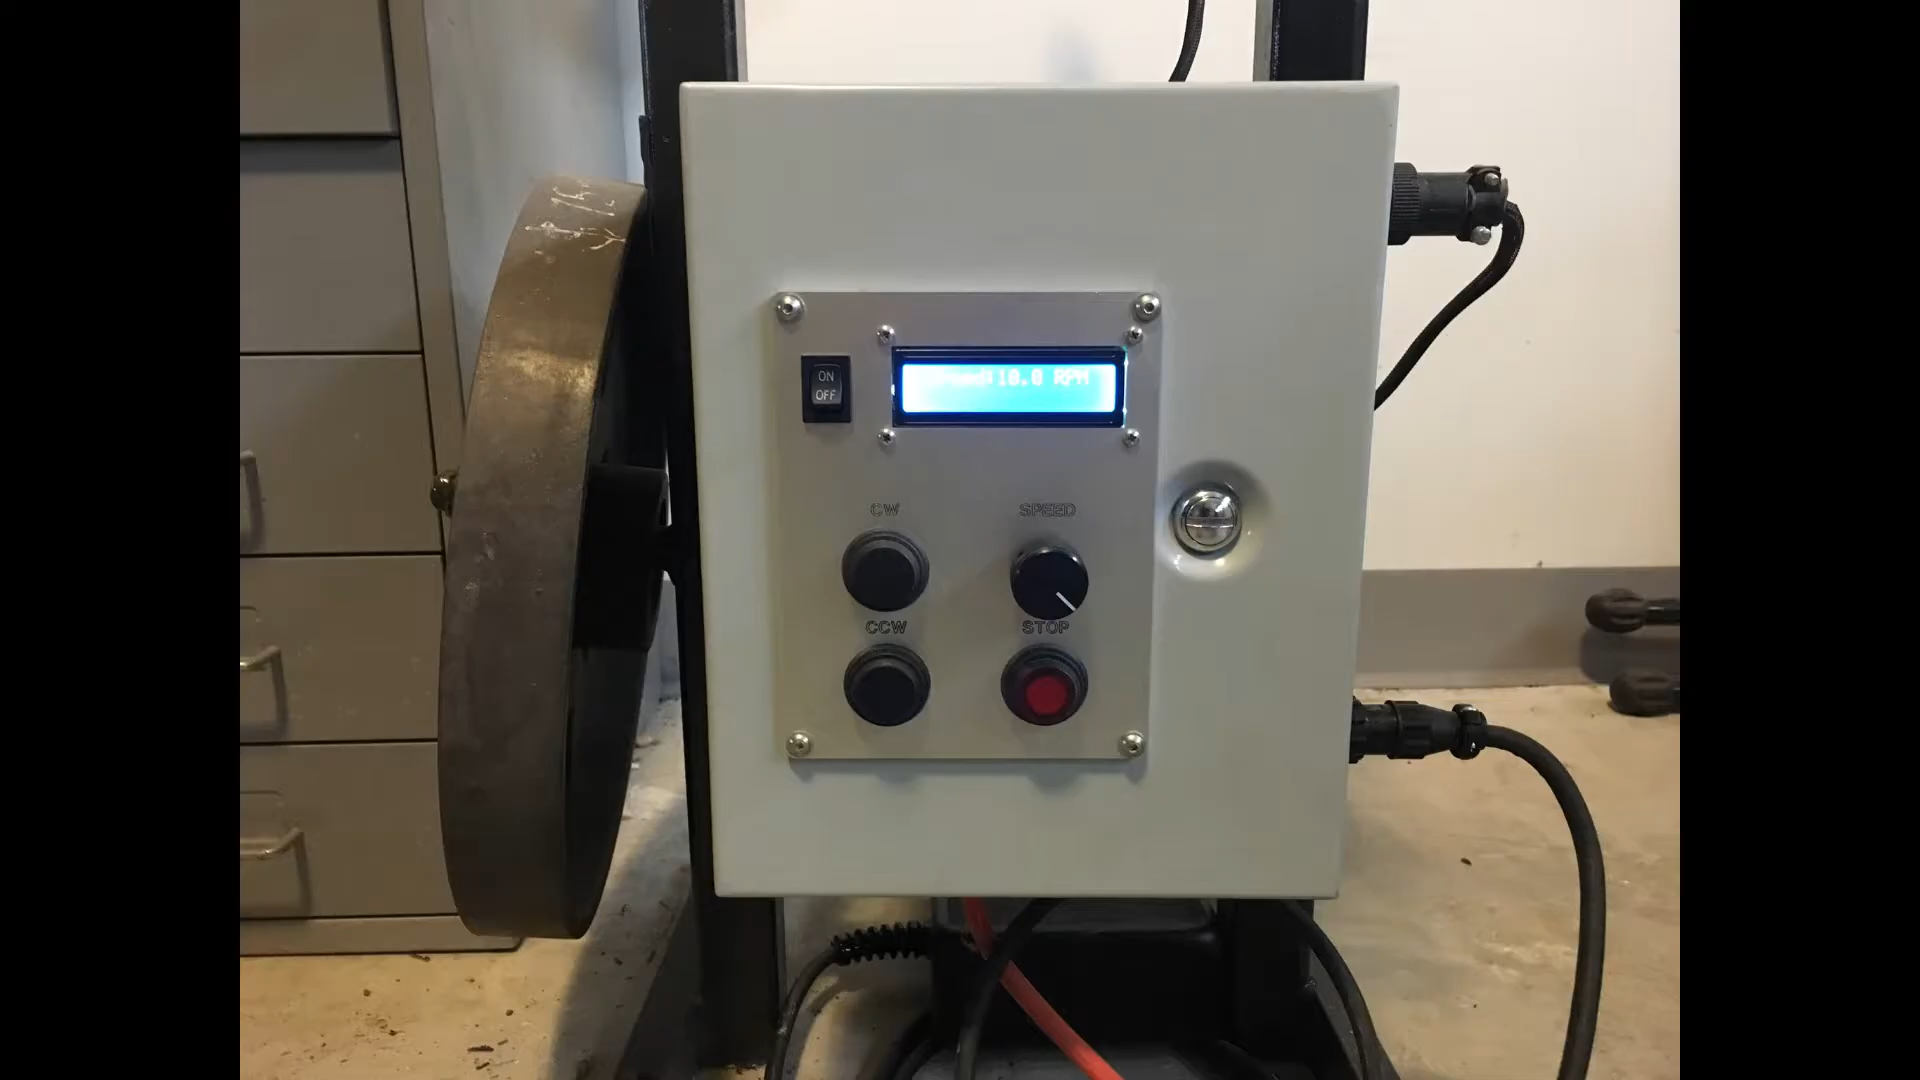 ON
OFF
10.0 RPM
CW
SPEED
CCW
STOP